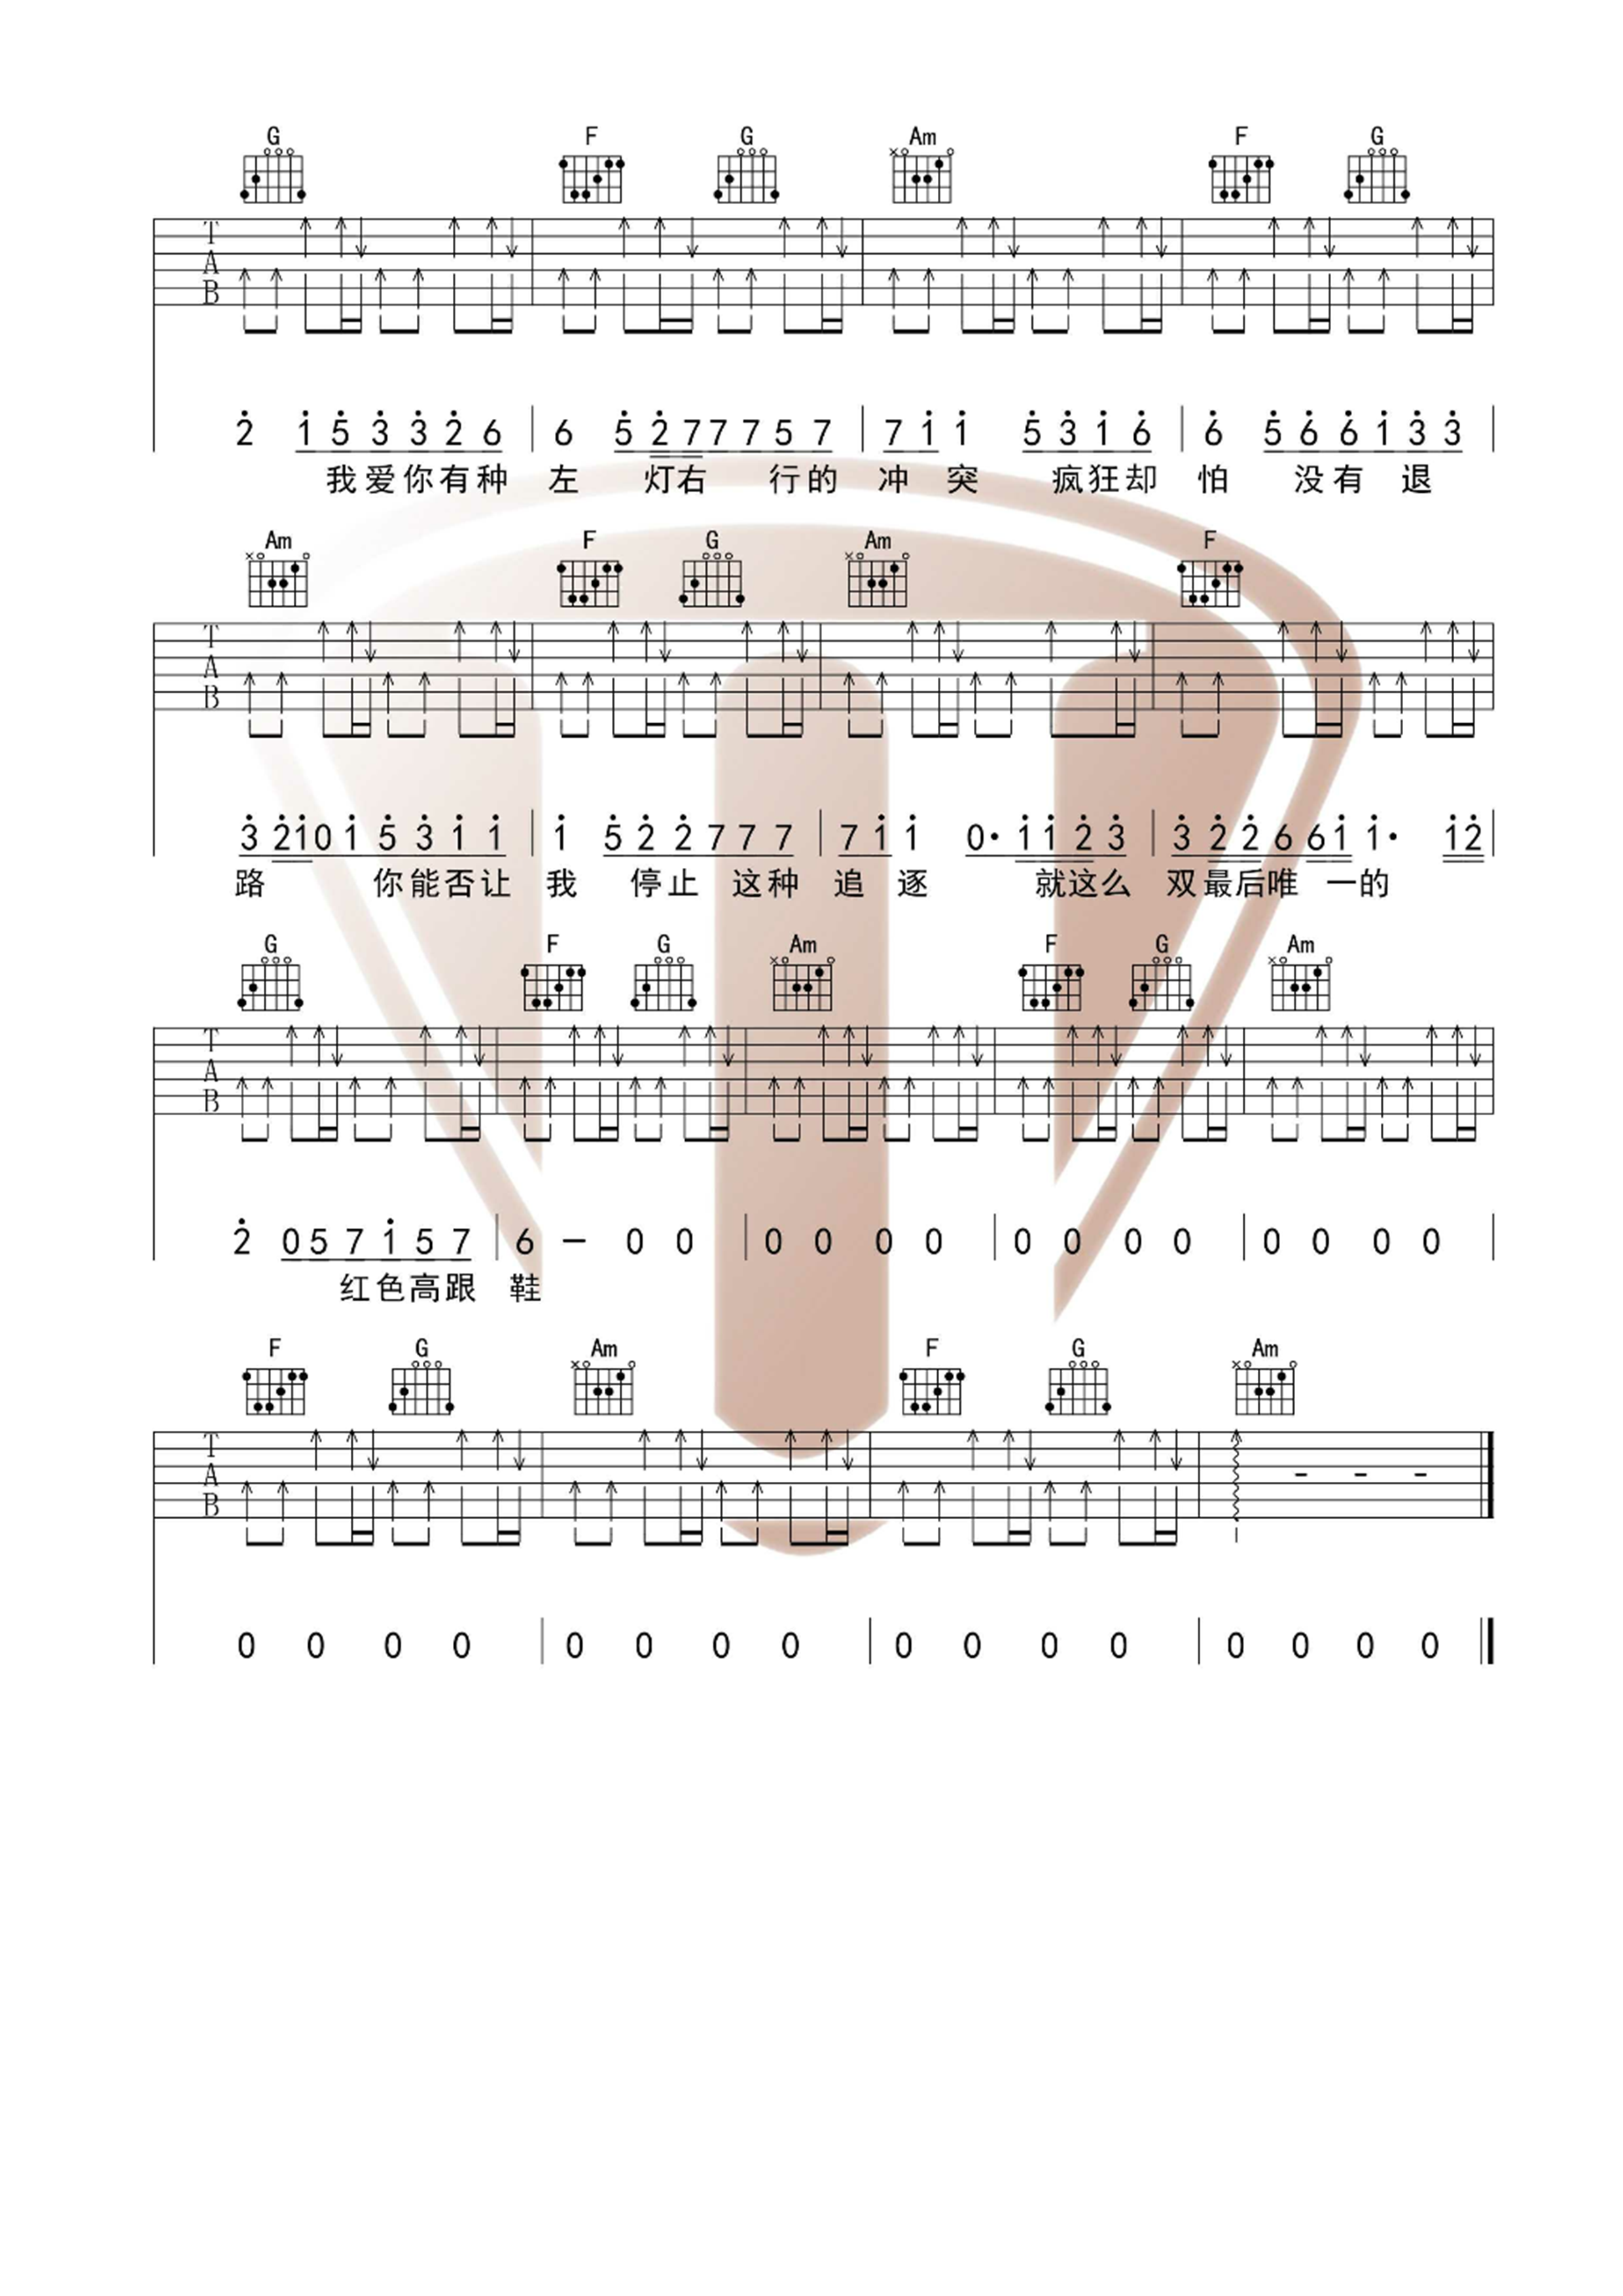 G F G Am F G
T
A
B
2 1 5 3 3 2 6 | 6 5 2 7 7 7 5 7 | 7 1 1 5 3 1 6 | 6 5 6 6 1 3 3 |
我爱你有种 左 灯右 行的 冲 突 疯狂却 怕 没有 退
Am F G Am F
T
A
B
3 2 1 0 1 5 3 1 1 | 1 5 2 2 7 7 7 | 7 1 1 0· 1 1 2 3 | 3 2 2 6 6 1 1· 1 2 |
路 你能否让 我 停止 这种 追 逐 就这么 双最后唯 一的
G F G Am F G Am
T
A
B
2 0 5 7 1 5 7 | 6 — 0 0 | 0 0 0 0 | 0 0 0 0 | 0 0 0 0 |
红色高跟 鞋
F G Am F G Am
T
A
B
- - -
0 0 0 0 | 0 0 0 0 | 0 0 0 0 | 0 0 0 0